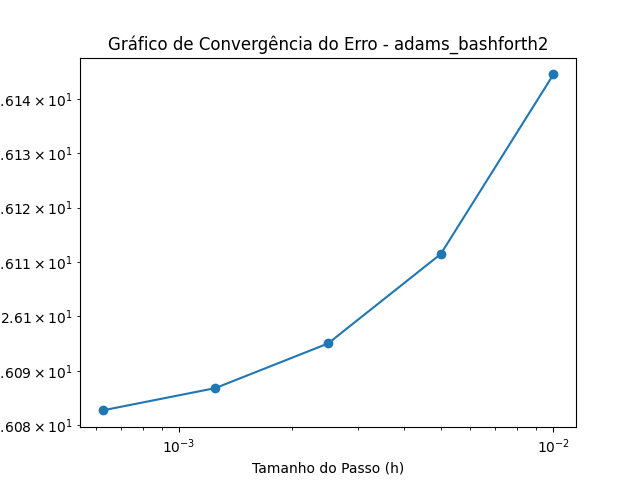 Gráfico de Convergência do Erro - adams_bashforth2
.614 × 10¹
.613 × 10¹
.612 × 10¹
.611 × 10¹
2.61 × 10¹
.609 × 10¹
.608 × 10¹
10⁻³ 10⁻²
Tamanho do Passo (h)